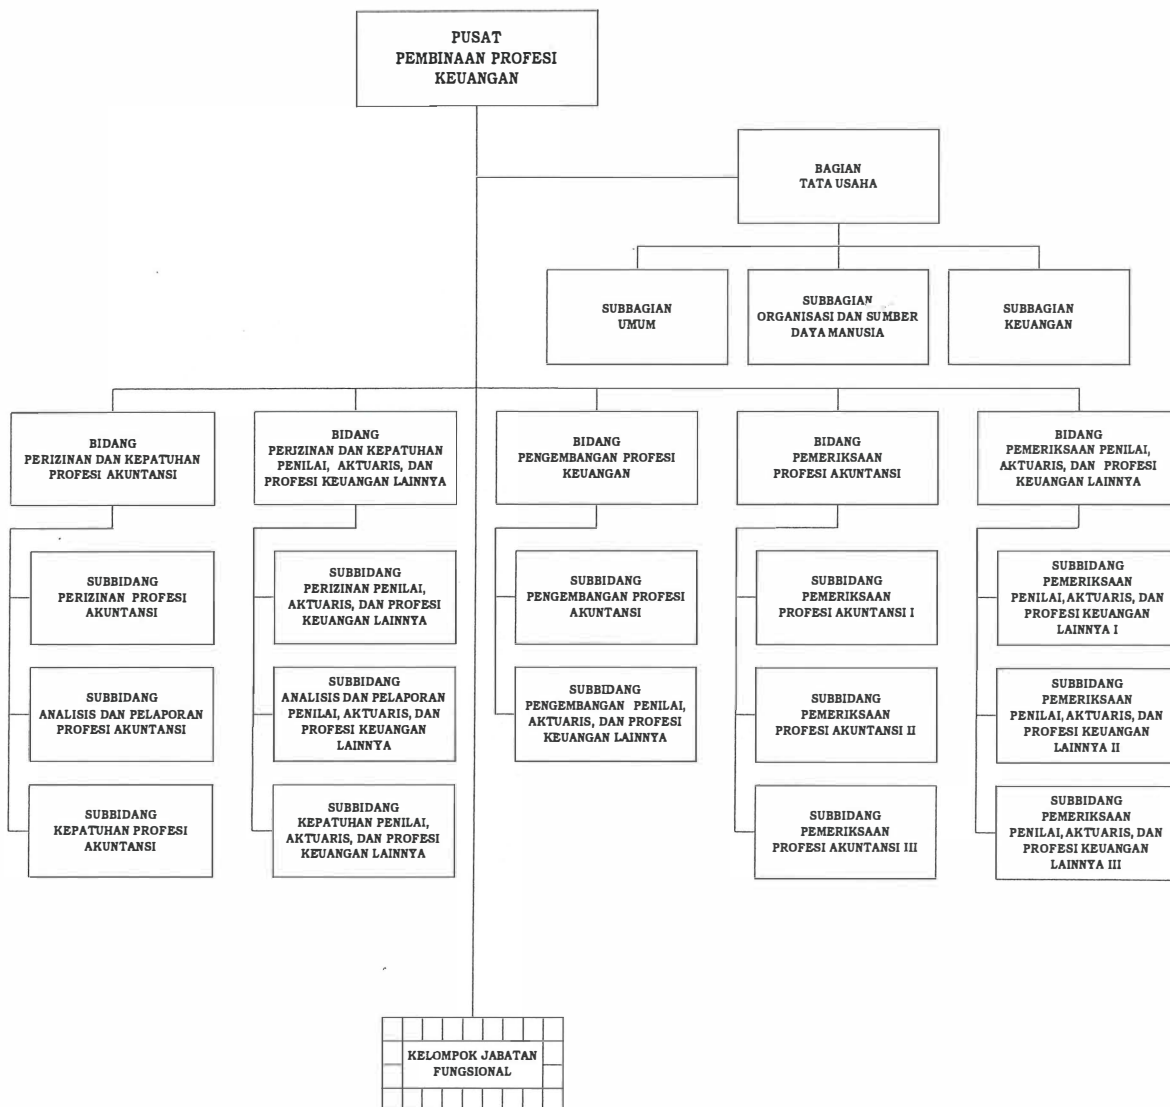 PUSAT
PEMBINAAN PROFESI
KEUANGAN
BAGIAN
TATA USAHA
SUBBAGIAN
UMUM
SUBBAGIAN
ORGANISASI DAN SUMBER
DAYA MANUSIA
SUBBAGIAN
KEUANGAN
BIDANG
PERIZINAN DAN KEPATUHAN
PROFESI AKUNTANSI
BIDANG
PERIZINAN DAN KEPATUHAN
PENILAI, AKTUARIS, DAN
PROFESI KEUANGAN LAINNYA
BIDANG
PENGEMBANGAN PROFESI
KEUANGAN
BIDANG
PEMERIKSAAN
PROFESI AKUNTANSI
BIDANG
PEMERIKSAAN PENILAI,
AKTUARIS, DAN PROFESI
KEUANGAN LAINNYA
SUBBIDANG
PERIZINAN PROFESI
AKUNTANSI
SUBBIDANG
PERIZINAN PENILAI,
AKTUARIS, DAN PROFESI
KEUANGAN LAINNYA
SUBBIDANG
PENGEMBANGAN PROFESI
AKUNTANSI
SUBBIDANG
PEMERIKSAAN
PROFESI AKUNTANSI I
SUBBIDANG
PEMERIKSAAN
PENILAI, AKTUARIS, DAN
PROFESI KEUANGAN
LAINNYA I
SUBBIDANG
ANALISIS DAN PELAPORAN
PROFESI AKUNTANSI
SUBBIDANG
ANALISIS DAN PELAPORAN
PENILAI, AKTUARIS, DAN
PROFESI KEUANGAN
LAINNYA
SUBBIDANG
PENGEMBANGAN PENILAI,
AKTUARIS, DAN PROFESI
KEUANGAN LAINNYA
SUBBIDANG
PEMERIKSAAN
PROFESI AKUNTANSI II
SUBBIDANG
PEMERIKSAAN
PENILAI, AKTUARIS, DAN
PROFESI KEUANGAN
LAINNYA II
SUBBIDANG
KEPATUHAN PROFESI
AKUNTANSI
SUBBIDANG
KEPATUHAN PENILAI,
AKTUARIS, DAN PROFESI
KEUANGAN LAINNYA
SUBBIDANG
PEMERIKSAAN
PROFESI AKUNTANSI III
SUBBIDANG
PEMERIKSAAN
PENILAI, AKTUARIS, DAN
PROFESI KEUANGAN
LAINNYA III
KELOMPOK JABATAN
FUNGSIONAL